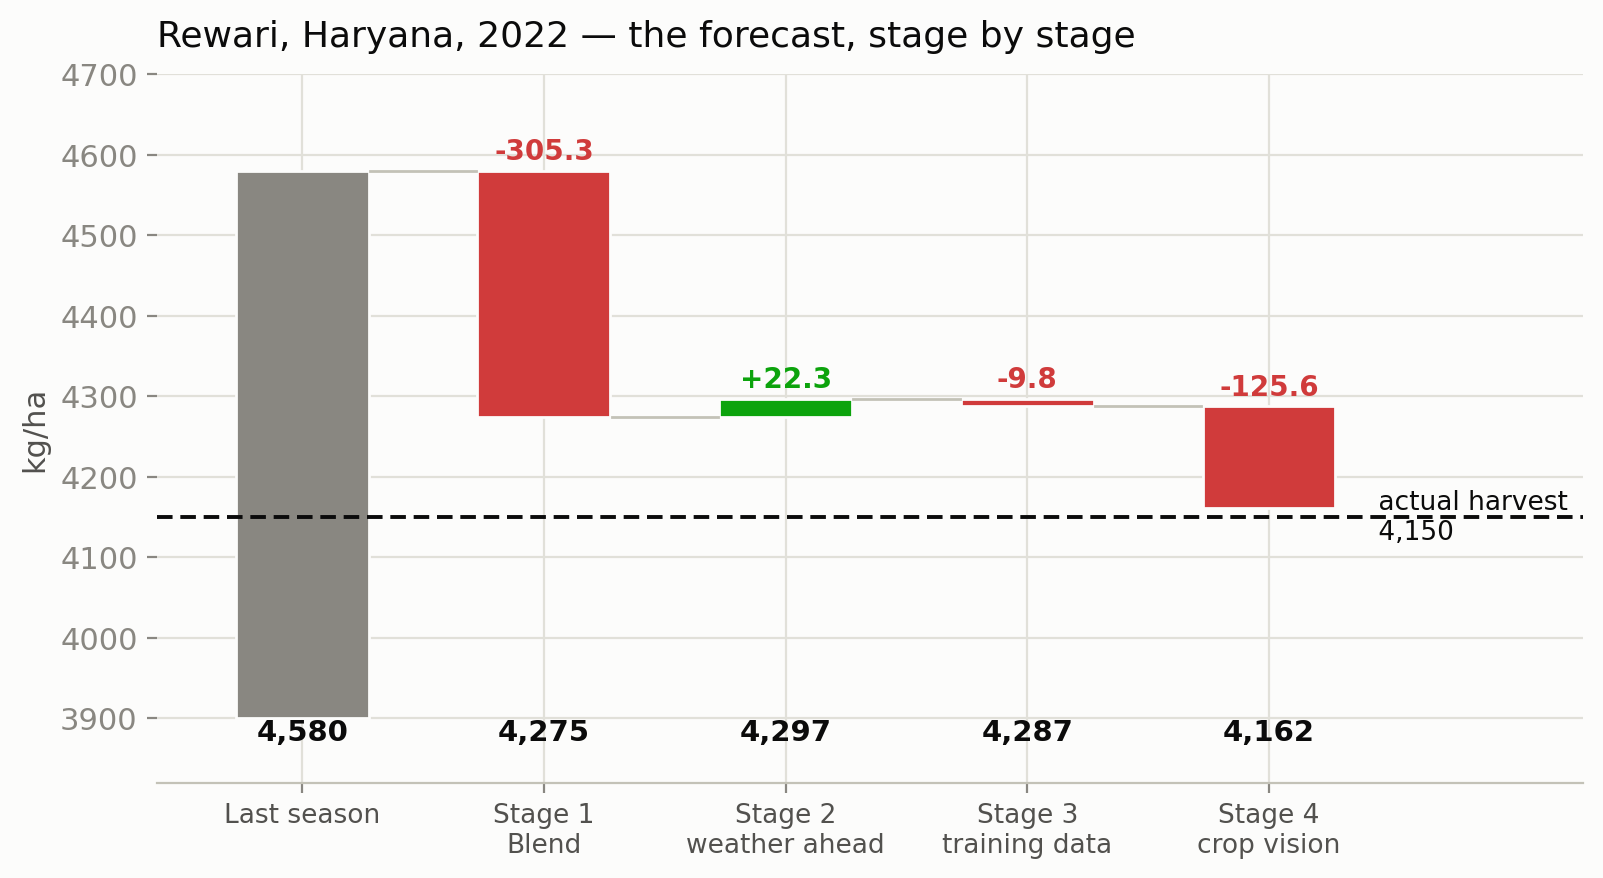 Rewari, Haryana, 2022 — the forecast, stage by stage
4700
4600
4500
4400
4300
4200
4100
4000
3900
kg/ha
-305.3
+22.3
-9.8
-125.6
actual harvest
4,150
4,580
4,275
4,297
4,287
4,162
Last season
Stage 1
Blend
Stage 2
weather ahead
Stage 3
training data
Stage 4
crop vision